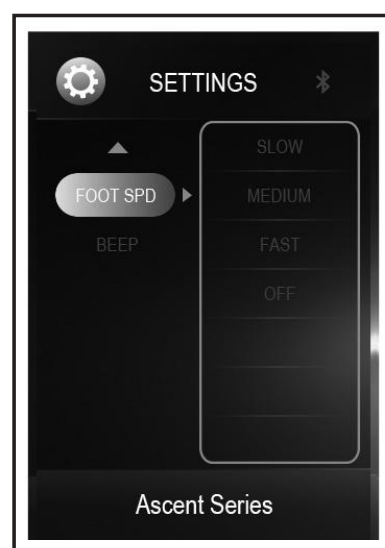 SETTINGS
SLOW
FOOT SPD MEDIUM
BEEP FAST
OFF
Ascent Series